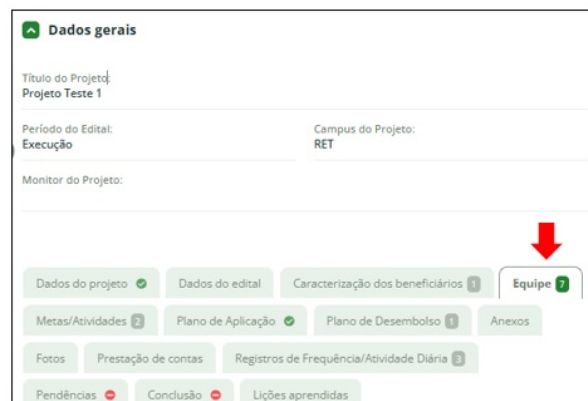 Dados gerais
Título do Projeto:
Projeto Teste 1
Período do Edital:
Execução
Campus do Projeto:
RET
Monitor do Projeto:
Dados do projeto
Dados do edital
Caracterização dos beneficiários 1
Equipe 7
Metas/Atividades 2
Plano de Aplicação
Plano de Desembolso 1
Anexos
Fotos
Prestação de contas
Registros de Frequência/Atividade Diária 3
Pendências
Conclusão
Lições aprendidas